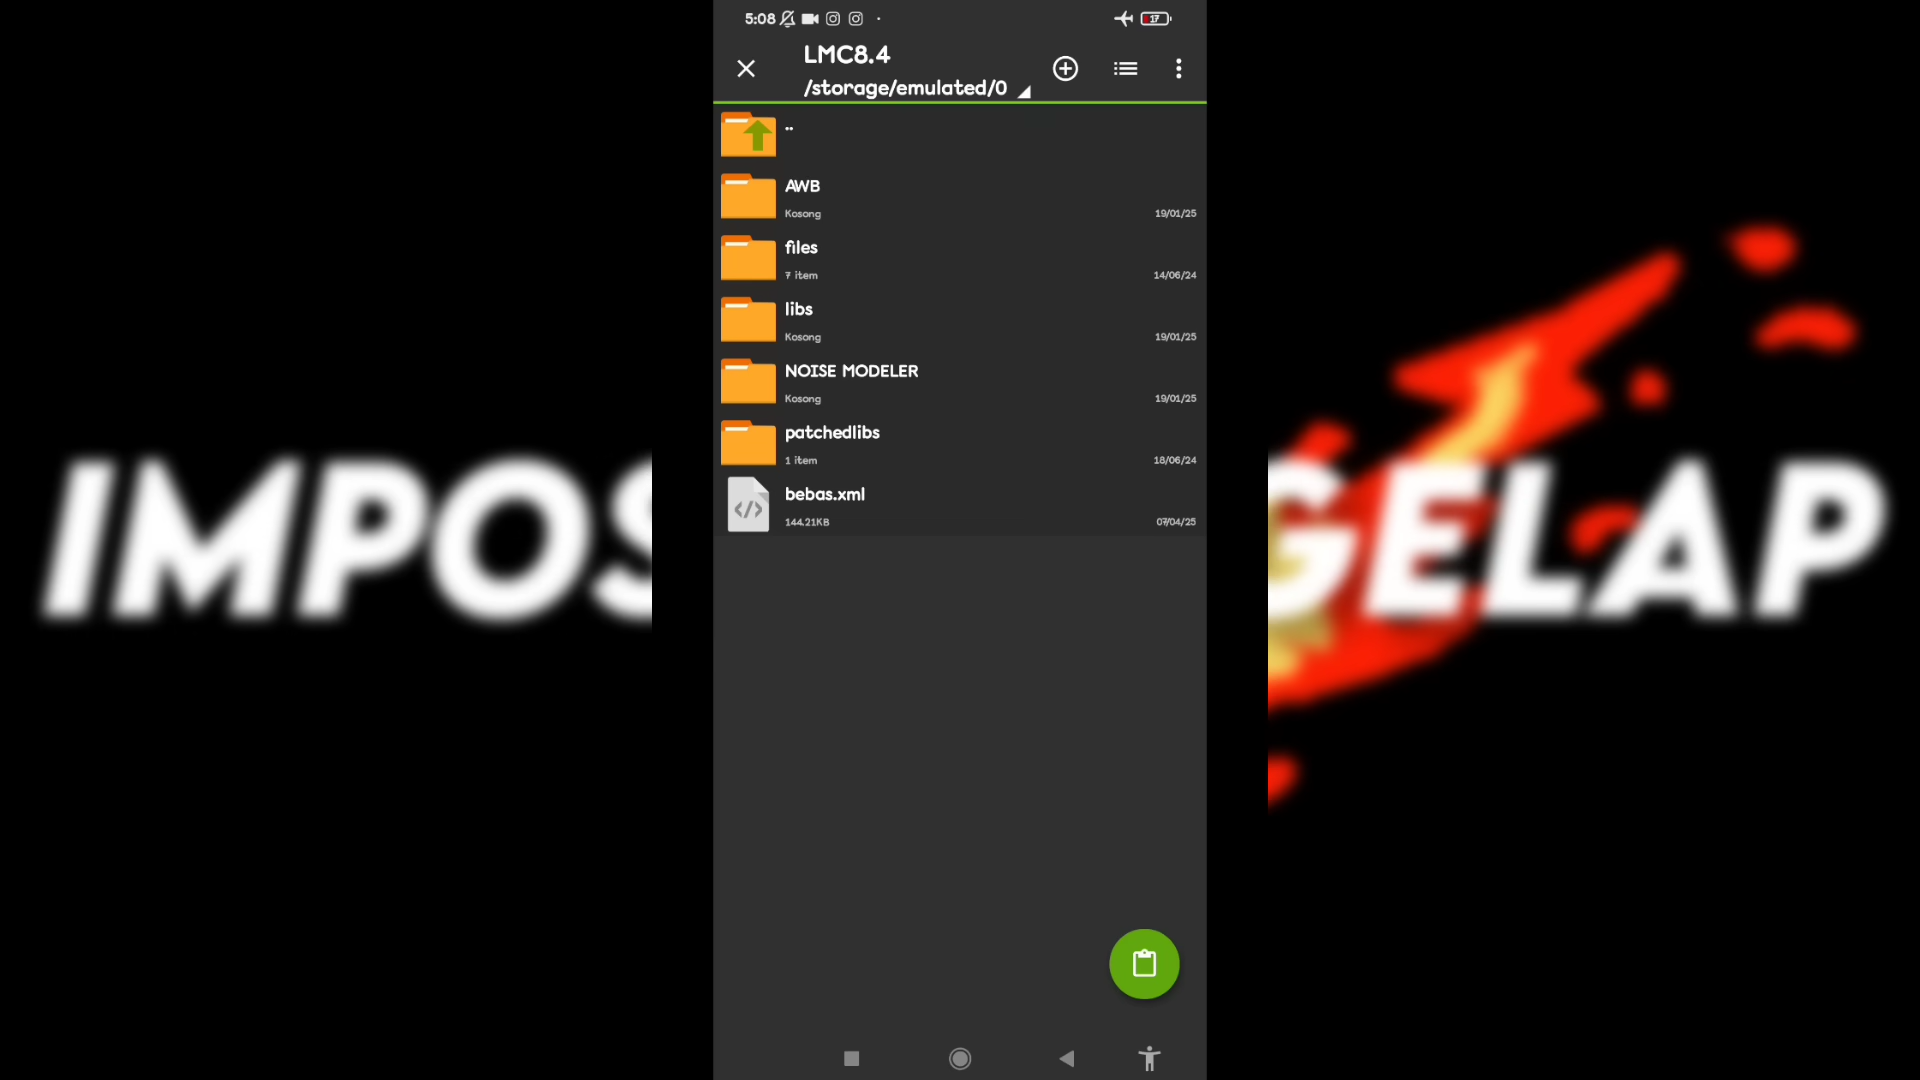 5:08
17
LMC8.4
/storage/emulated/0
..
AWB
Kosong 19/01/25
files
7 item 14/06/24
libs
Kosong 19/01/25
NOISE MODELER
Kosong 19/01/25
patchedlibs
1 item 18/06/24
bebas.xml
144.21KB 07/04/25
IMPOS
GELAP